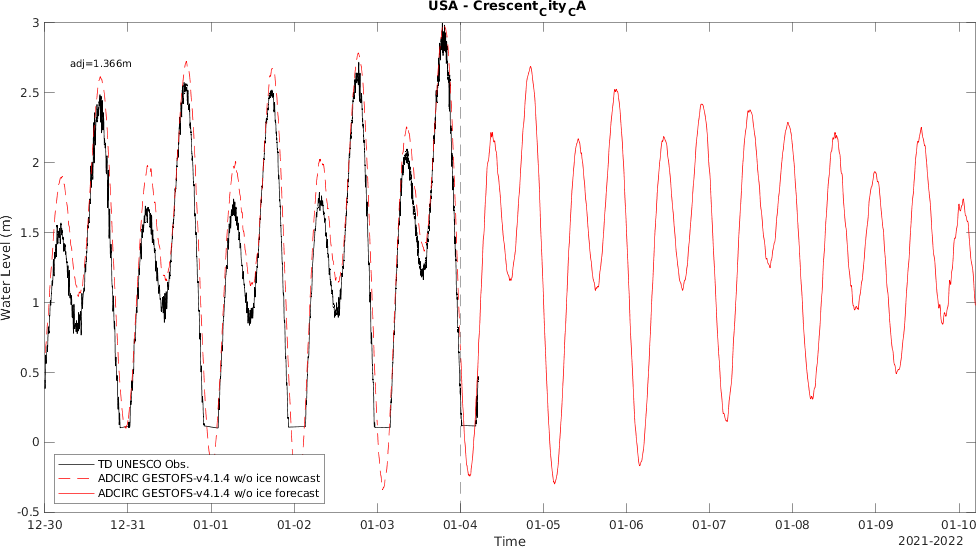 USA - Crescent_City_CA
adj=1.366m
3
2.5
2
1.5
1
0.5
0
-0.5
Water Level (m)
TD UNESCO Obs.
ADCIRC GESTOFS-v4.1.4 w/o ice nowcast
ADCIRC GESTOFS-v4.1.4 w/o ice forecast
12-30 12-31 01-01 01-02 01-03 01-04 01-05 01-06 01-07 01-08 01-09 01-10
Time
2021-2022